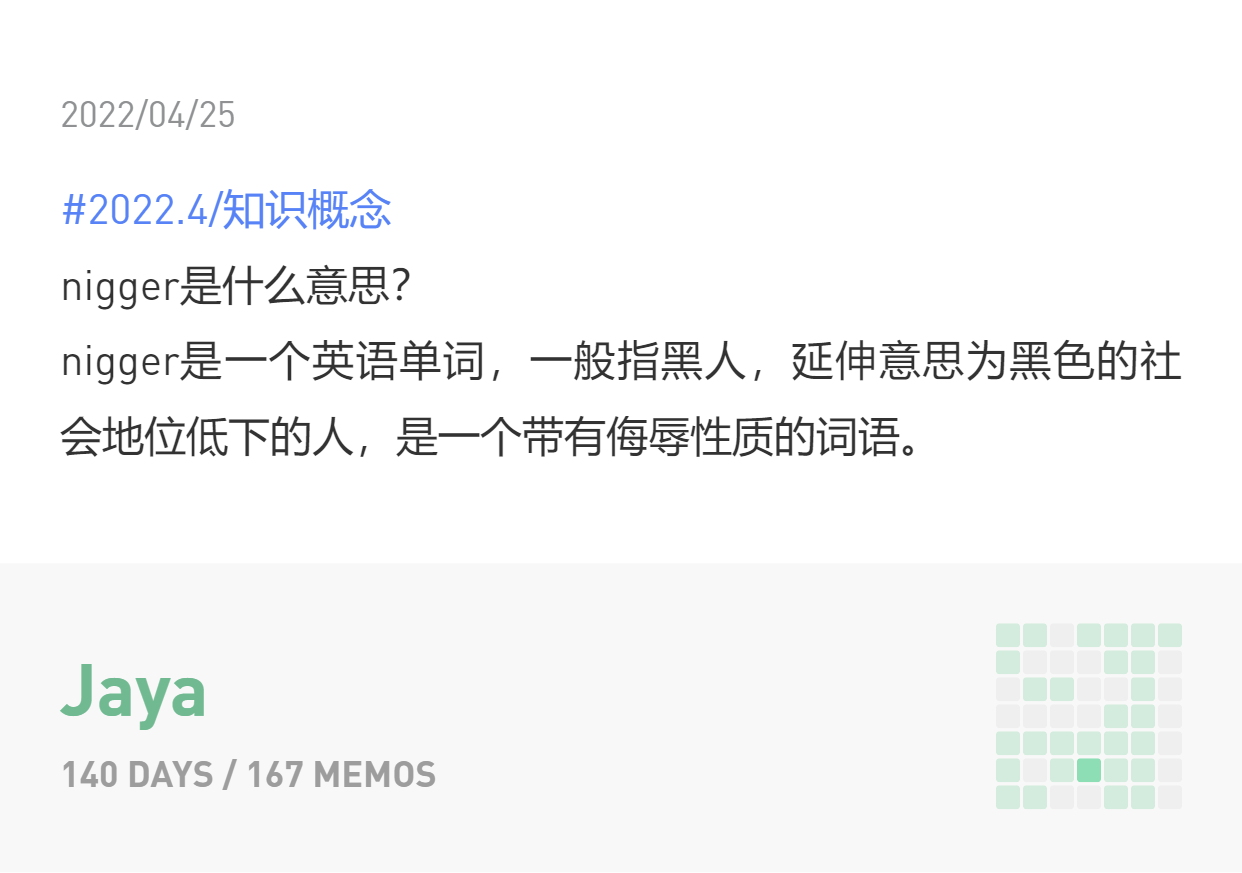 2022/04/25
#2022.4/知识概念
nigger是什么意思？
nigger是一个英语单词，一般指黑人，延伸意思为黑色的社
会地位低下的人，是一个带有侮辱性质的词语。
Jaya
140 DAYS / 167 MEMOS